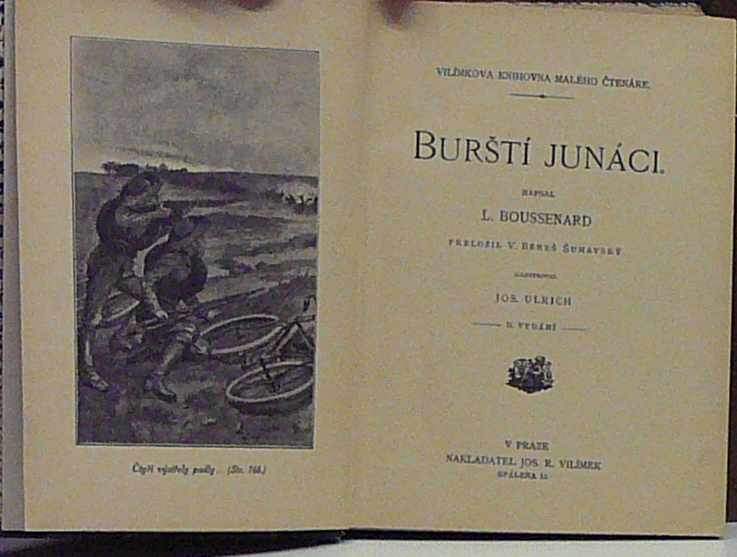 Čtyři výstřely padly... (Str. 168.)
VILÍMKOVA KNIHOVNA MALÉHO ČTENÁŘE.
BURŠTÍ JUNÁCI.
NAPSAL
L. BOUSSENARD
PŘELOŽIL V. BENEŠ ŠUMAVSKÝ
ILLUSTROVAL
JOS. ULRICH
II. VYDÁNÍ
V PRAZE
NAKLADATEL JOS. R. VILÍMEK
SPÁLENÁ 13